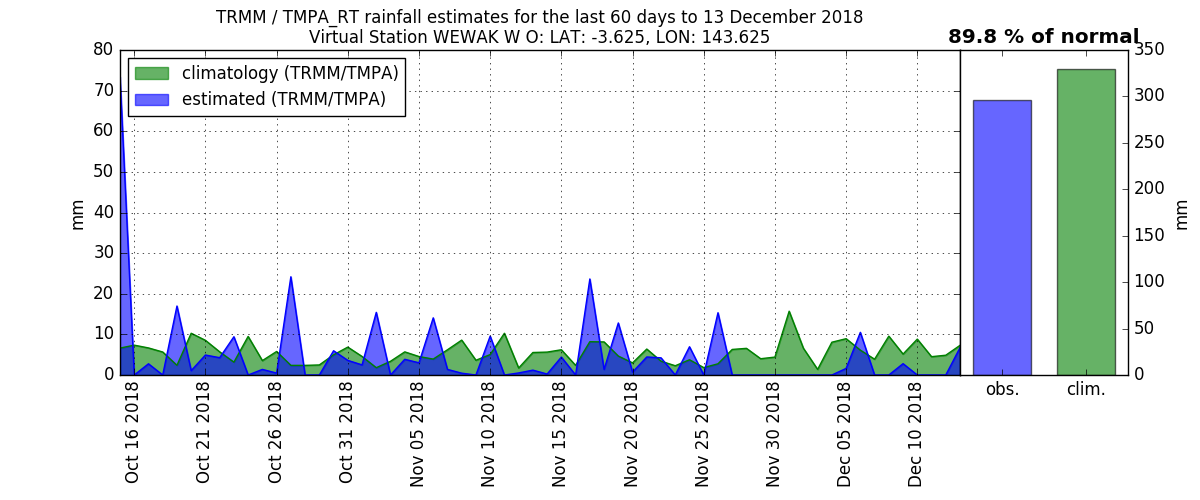 TRMM / TMPA_RT rainfall estimates for the last 60 days to 13 December 2018
Virtual Station WEWAK W O: LAT: -3.625, LON: 143.625
89.8 % of normal
climatology (TRMM/TMPA)
estimated (TRMM/TMPA)
80
70
60
50
40
30
20
10
0
mm
Oct 16 2018
Oct 21 2018
Oct 26 2018
Oct 31 2018
Nov 05 2018
Nov 10 2018
Nov 15 2018
Nov 20 2018
Nov 25 2018
Nov 30 2018
Dec 05 2018
Dec 10 2018
obs.
clim.
350
300
250
200
150
100
50
0
mm